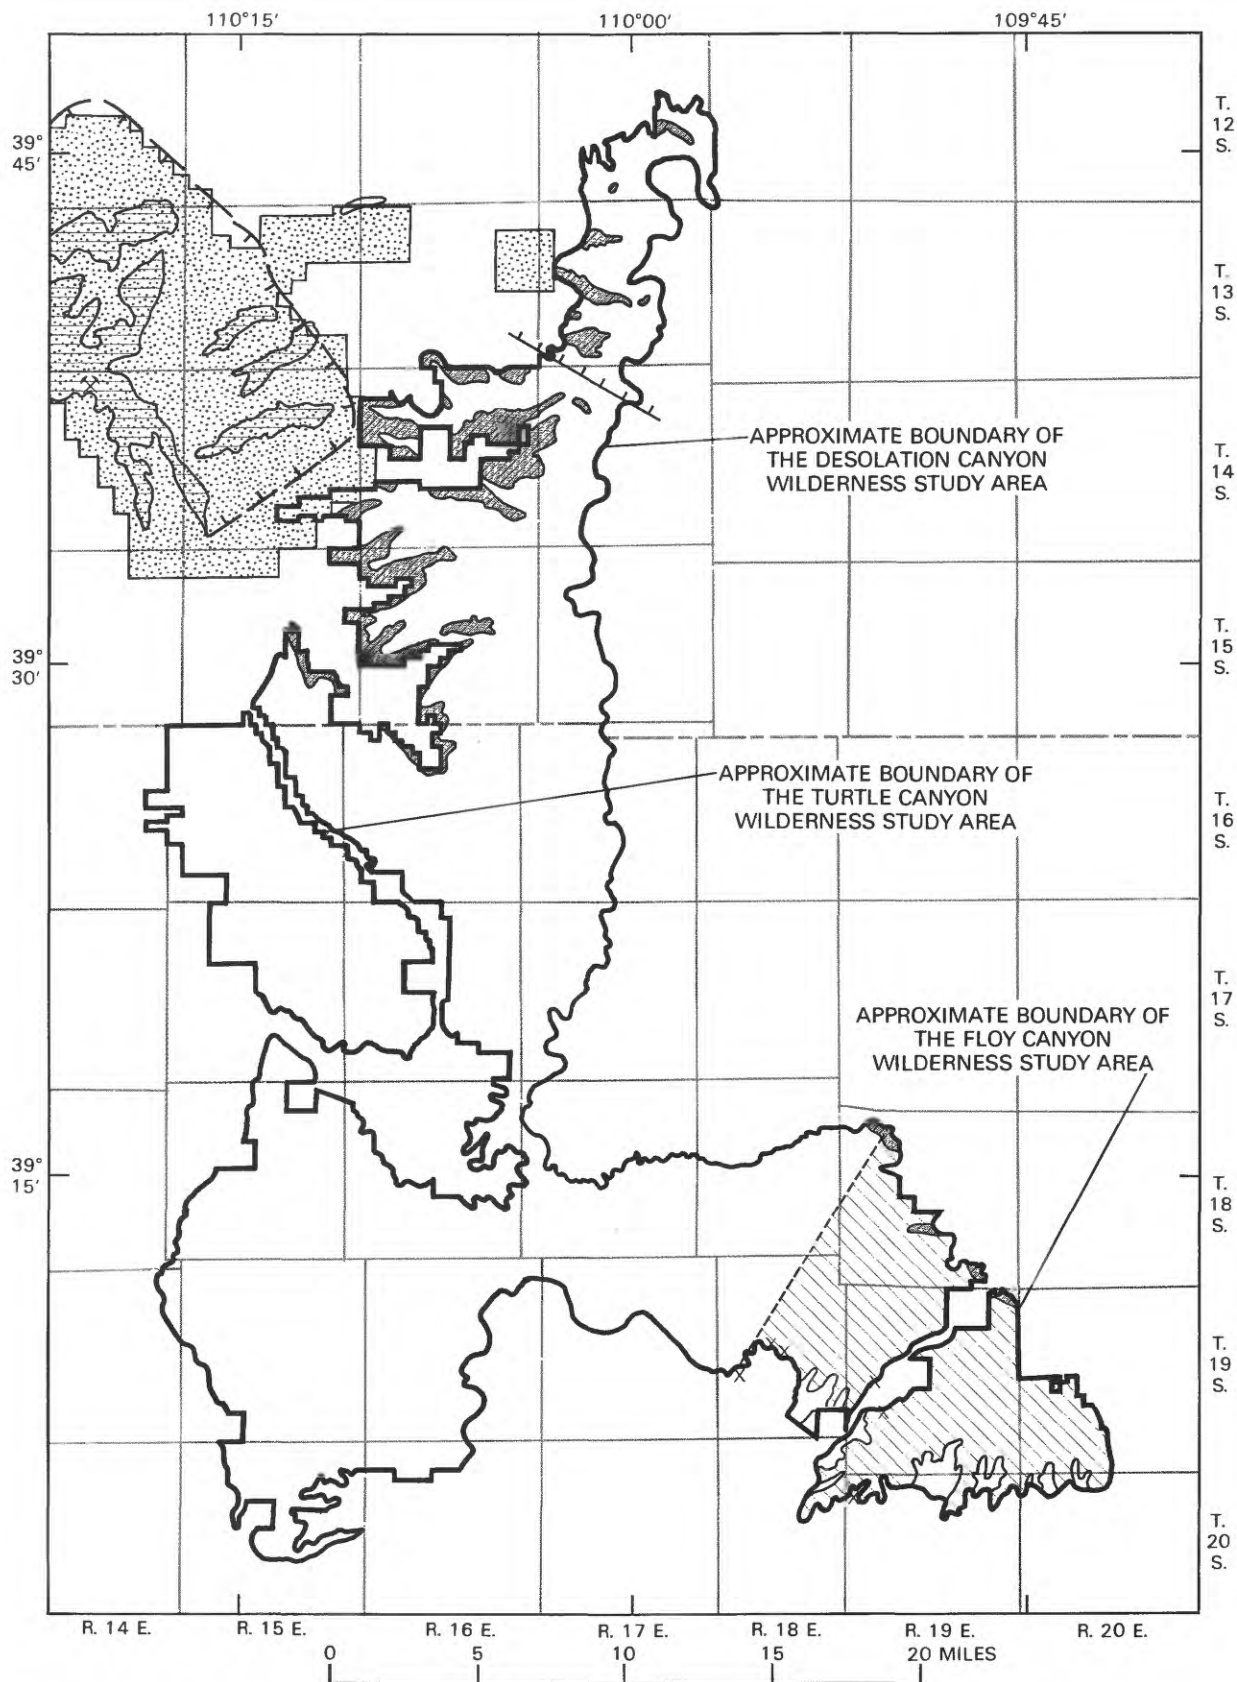 110°15′ 110°00′ 109°45′
T.
12
S.
39°
45′
T.
13
S.
APPROXIMATE BOUNDARY OF
THE DESOLATION CANYON
WILDERNESS STUDY AREA
T.
14
S.
T.
15
S.
39°
30′
APPROXIMATE BOUNDARY OF
THE TURTLE CANYON
WILDERNESS STUDY AREA
T.
16
S.
T.
17
S.
APPROXIMATE BOUNDARY OF
THE FLOY CANYON
WILDERNESS STUDY AREA
39°
15′
T.
18
S.
T.
19
S.
T.
20
S.
R. 14 E. R. 15 E. R. 16 E. R. 17 E. R. 18 E. R. 19 E. R. 20 E.
0 5 10 15 20 MILES